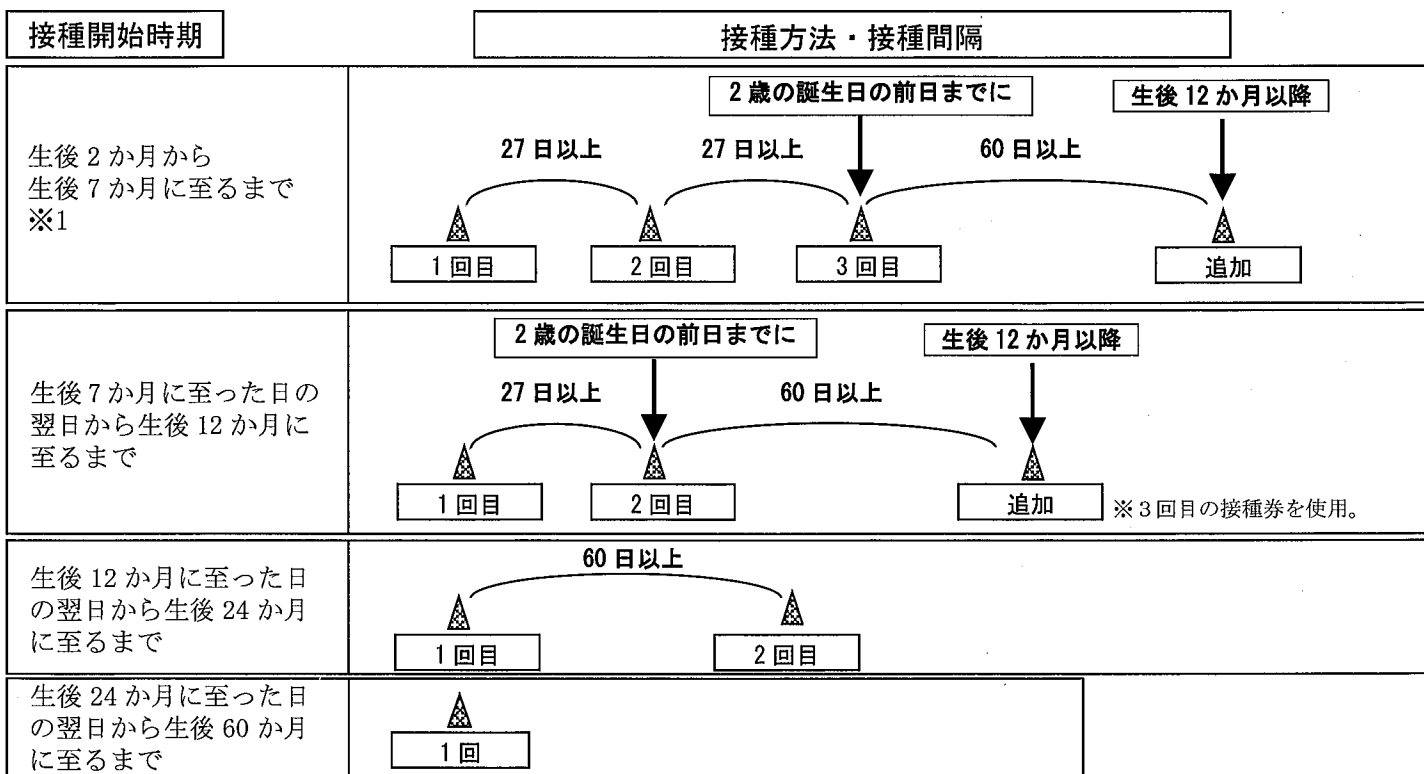 接種開始時期
接種方法・接種間隔
生後2か月から
生後7か月に至るまで
※1
2歳の誕生日の前日までに
生後12か月以降
27日以上
27日以上
60日以上
1回目
2回目
3回目
追加
生後7か月に至った日の
翌日から生後12か月に
至るまで
2歳の誕生日の前日までに
生後12か月以降
27日以上
60日以上
1回目
2回目
追加
※3回目の接種券を使用。
生後12か月に至った日
の翌日から生後24か月
に至るまで
60日以上
1回目
2回目
生後24か月に至った日
の翌日から生後60か月
に至るまで
1回